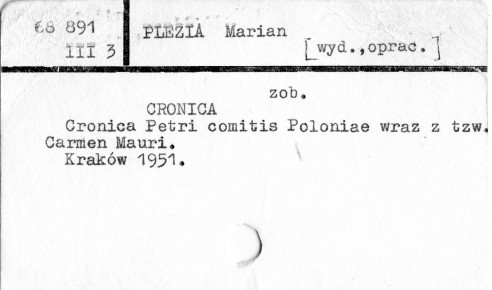 68 891
III 3
PLEZIA Marian
[wyd.,oprac.]
zob.
CRONICA
Cronica Petri comitis Poloniae wraz z tzw.
Carmen Mauri.
Kraków 1951.